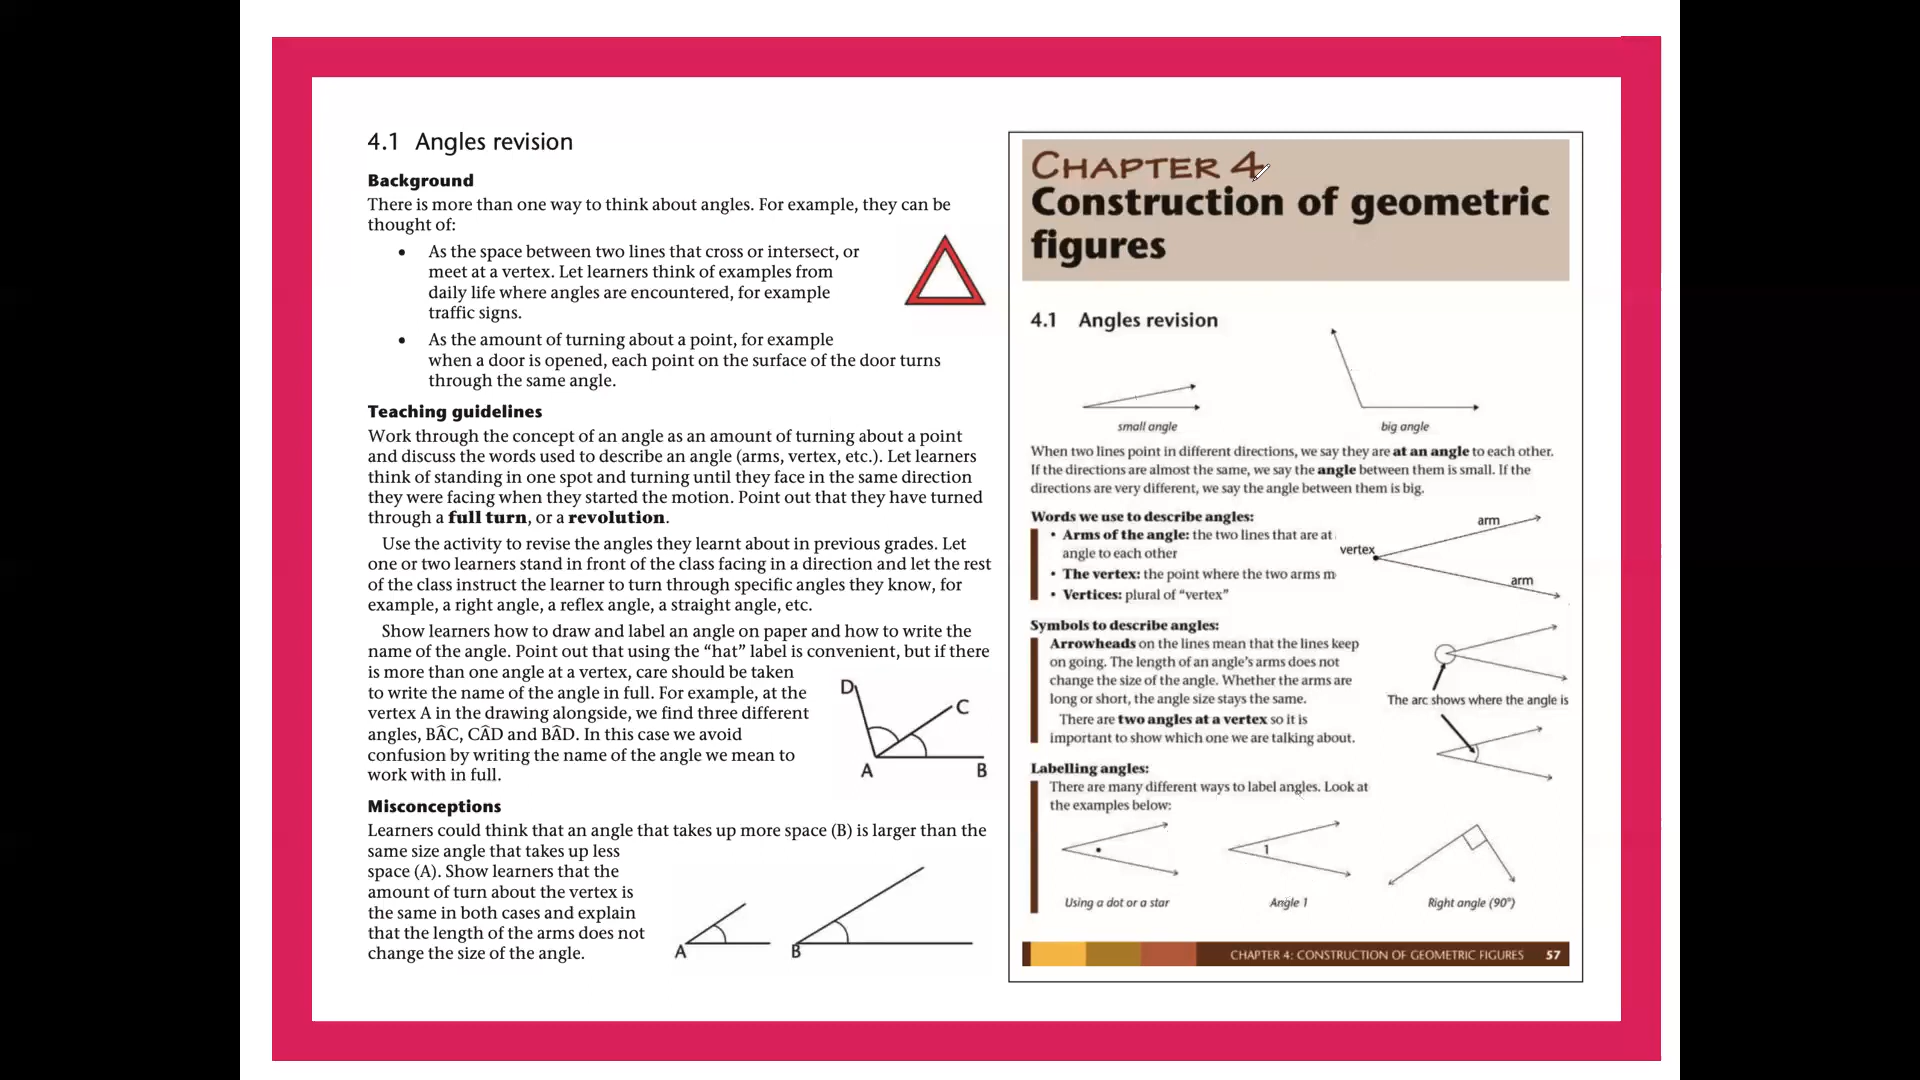 4.1 Angles revision
Background
There is more than one way to think about angles. For example, they can be
thought of:
• As the space between two lines that cross or intersect, or
meet at a vertex. Let learners think of examples from
daily life where angles are encountered, for example
traffic signs.
• As the amount of turning about a point, for example
when a door is opened, each point on the surface of the door turns
through the same angle.
Teaching guidelines
Work through the concept of an angle as an amount of turning about a point
and discuss the words used to describe an angle (arms, vertex, etc.). Let learners
think of standing in one spot and turning until they face in the same direction
they were facing when they started the motion. Point out that they have turned
through a full turn, or a revolution.
Use the activity to revise the angles they learnt about in previous grades. Let
one or two learners stand in front of the class facing in a direction and let the rest
of the class instruct the learner to turn through specific angles they know, for
example, a right angle, a reflex angle, a straight angle, etc.
Show learners how to draw and label an angle on paper and how to write the
name of the angle. Point out that using the “hat” label is convenient, but if there
is more than one angle at a vertex, care should be taken
to write the name of the angle in full. For example, at the
vertex A in the drawing alongside, we find three different
angles, BÂC, CÂD and BÂD. In this case we avoid
confusion by writing the name of the angle we mean to
work with in full.
D
C
A
B
Misconceptions
Learners could think that an angle that takes up more space (B) is larger than the
same size angle that takes up less
space (A). Show learners that the
amount of turn about the vertex is
the same in both cases and explain
that the length of the arms does not
change the size of the angle.
A
B
CHAPTER 4
Construction of geometric
figures
4.1 Angles revision
small angle
big angle
When two lines point in different directions, we say they are at an angle to each other.
If the directions are almost the same, we say the angle between them is small. If the
directions are very different, we say the angle between them is big.
Words we use to describe angles:
• Arms of the angle: the two lines that are at
angle to each other
• The vertex: the point where the two arms m
• Vertices: plural of “vertex”
arm
vertex
arm
Symbols to describe angles:
Arrowheads on the lines mean that the lines keep
on going. The length of an angle’s arms does not
change the size of the angle. Whether the arms are
long or short, the angle size stays the same.
There are two angles at a vertex so it is
important to show which one we are talking about.
The arc shows where the angle is
Labelling angles:
There are many different ways to label angles. Look at
the examples below:
1
Using a dot or a star
Angle 1
Right angle (90°)
CHAPTER 4: CONSTRUCTION OF GEOMETRIC FIGURES 57